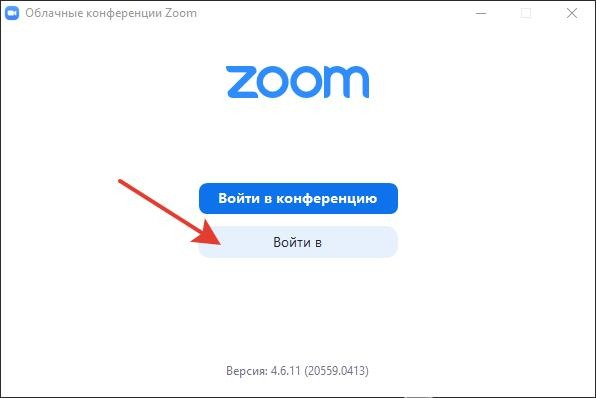 Облачные конференции Zoom
zoom
Войти в конференцию
Войти в
Версия: 4.6.11 (20559.0413)